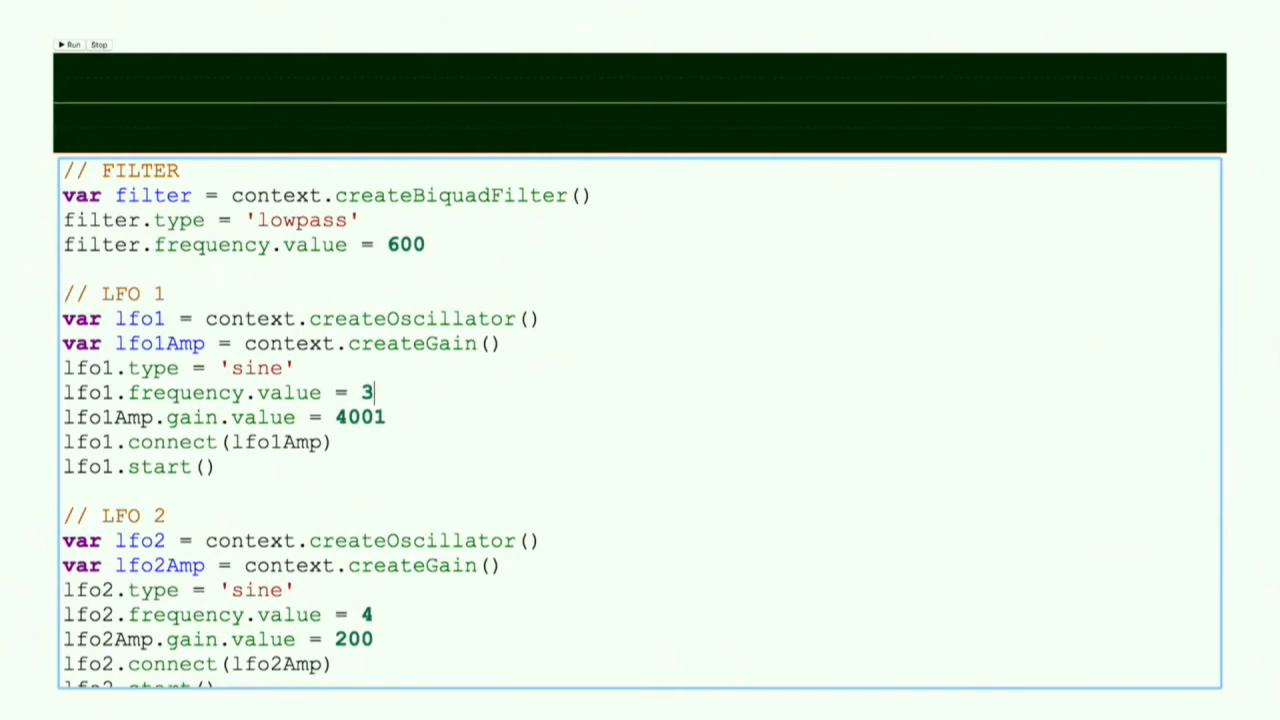 ▶ Run Stop
// FILTER
var filter = context.createBiquadFilter()
filter.type = 'lowpass'
filter.frequency.value = 600
// LFO 1
var lfo1 = context.createOscillator()
var lfo1Amp = context.createGain()
lfo1.type = 'sine'
lfo1.frequency.value = 3
lfo1Amp.gain.value = 4001
lfo1.connect(lfo1Amp)
lfo1.start()
// LFO 2
var lfo2 = context.createOscillator()
var lfo2Amp = context.createGain()
lfo2.type = 'sine'
lfo2.frequency.value = 4
lfo2Amp.gain.value = 200
lfo2.connect(lfo2Amp)
lfo2.start()